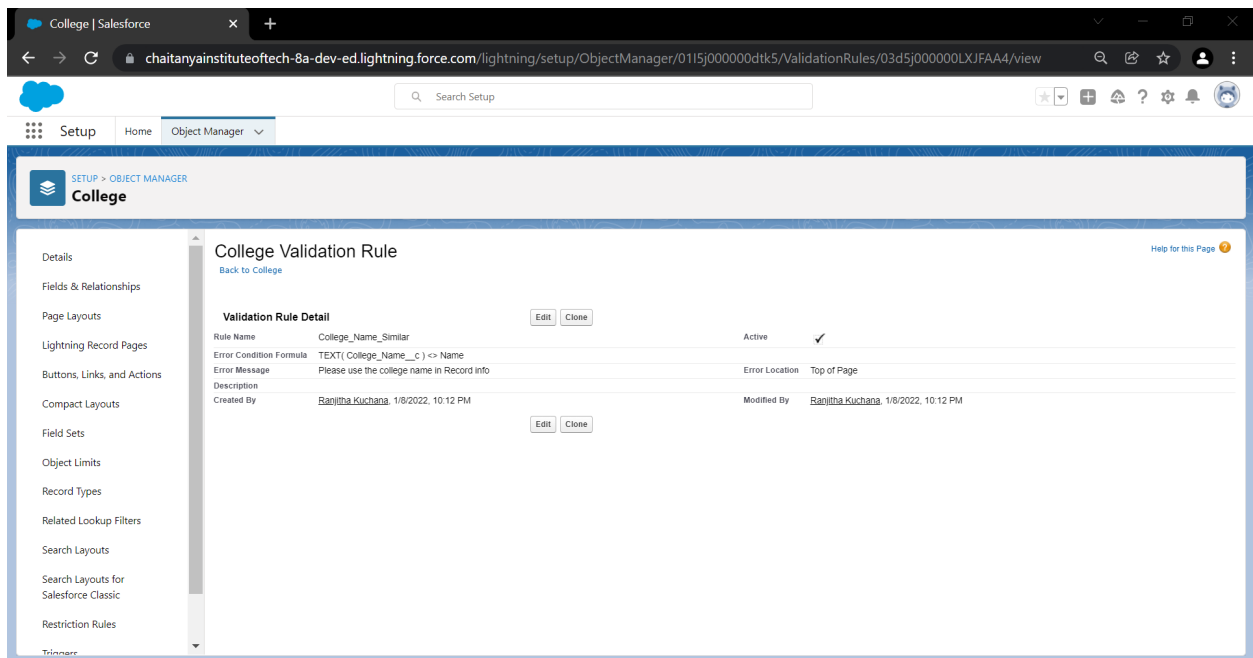 College | Salesforce
chaitanyainstituteoftech-8a-dev-ed.lightning.force.com/lightning/setup/ObjectManager/01I5j000000dtk5/ValidationRules/03d5j000000LXJFAA4/view
Search Setup
Setup Home Object Manager
SETUP > OBJECT MANAGER
College
Details
Fields & Relationships
Page Layouts
Lightning Record Pages
Buttons, Links, and Actions
Compact Layouts
Field Sets
Object Limits
Record Types
Related Lookup Filters
Search Layouts
Search Layouts for
Salesforce Classic
Restriction Rules
Triggers
College Validation Rule
Help for this Page
Back to College
Validation Rule Detail Edit Clone
Rule Name College_Name_Similar Active
Error Condition Formula TEXT( College_Name__c ) <> Name
Error Message Please use the college name in Record info Error Location Top of Page
Description
Created By Ranjitha Kuchana, 1/8/2022, 10:12 PM Modified By Ranjitha Kuchana, 1/8/2022, 10:12 PM
Edit Clone